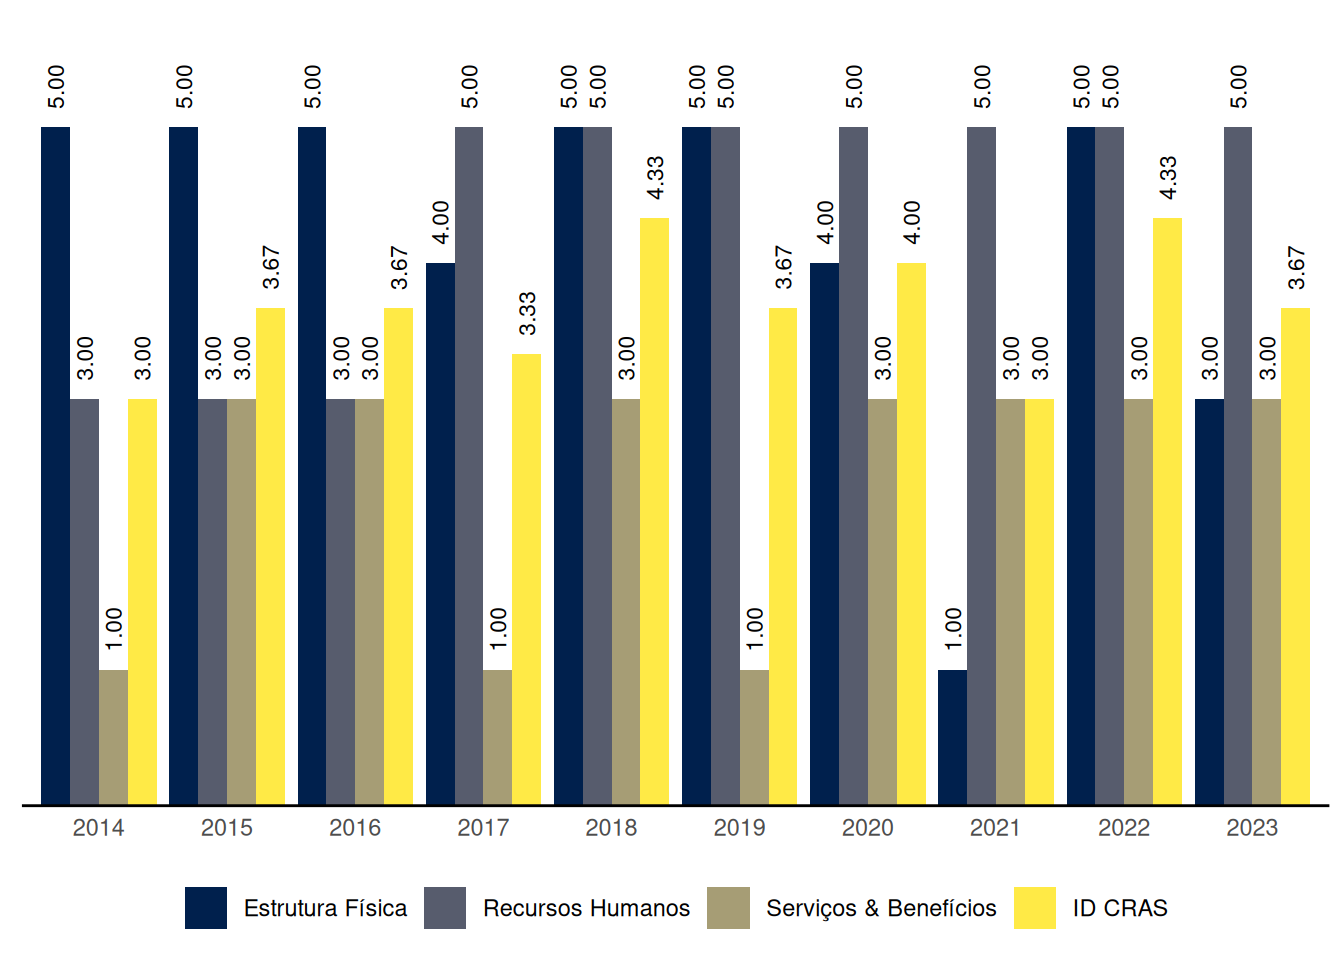 5.00 3.00 1.00 3.00
5.00 3.00 3.00 3.67
5.00 3.00 3.00 3.67
4.00 5.00 1.00 3.33
5.00 5.00 3.00 4.33
5.00 5.00 1.00 3.67
4.00 5.00 3.00 4.00
1.00 5.00 3.00 3.00
5.00 5.00 3.00 4.33
3.00 5.00 3.00 3.67
2014 2015 2016 2017 2018 2019 2020 2021 2022 2023
Estrutura Física Recursos Humanos Serviços & Benefícios ID CRAS